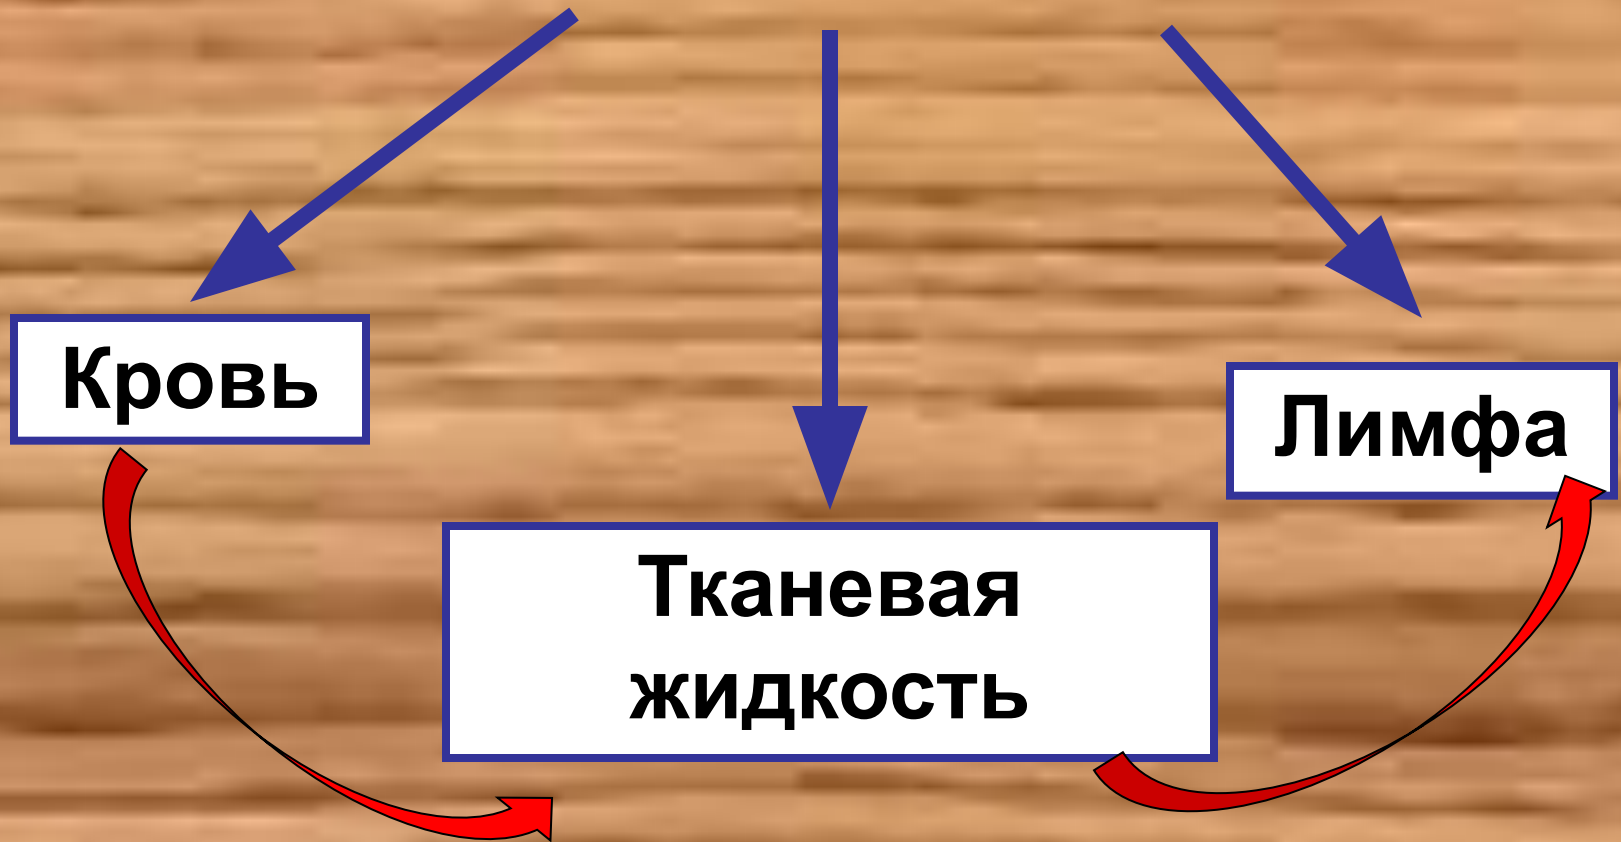 Кровь
Лимфа
Тканевая
жидкость